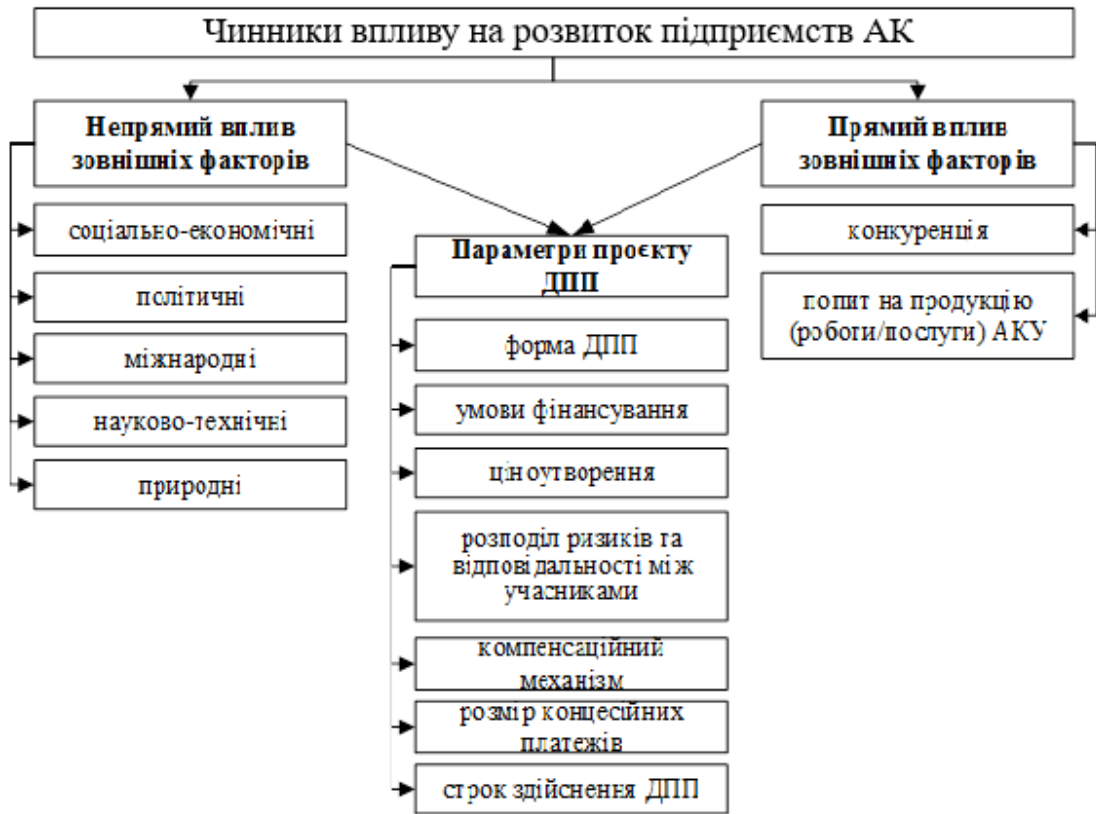 Чинники впливу на розвиток підприємств АК
Непрямий вплив
зовнішніх факторів
соціально-економічні
політичні
міжнародні
науково-технічні
природні
Параметри проєкту
ДПП
форма ДПП
умови фінансування
ціноутворення
розподіл ризиків та
відповідальності між
учасниками
компенсаційний
механізм
розмір концесійних
платежів
строк здійснення ДПП
Прямий вплив
зовнішніх факторів
конкуренція
попит на продукцію
(роботи/послуги) АКУ